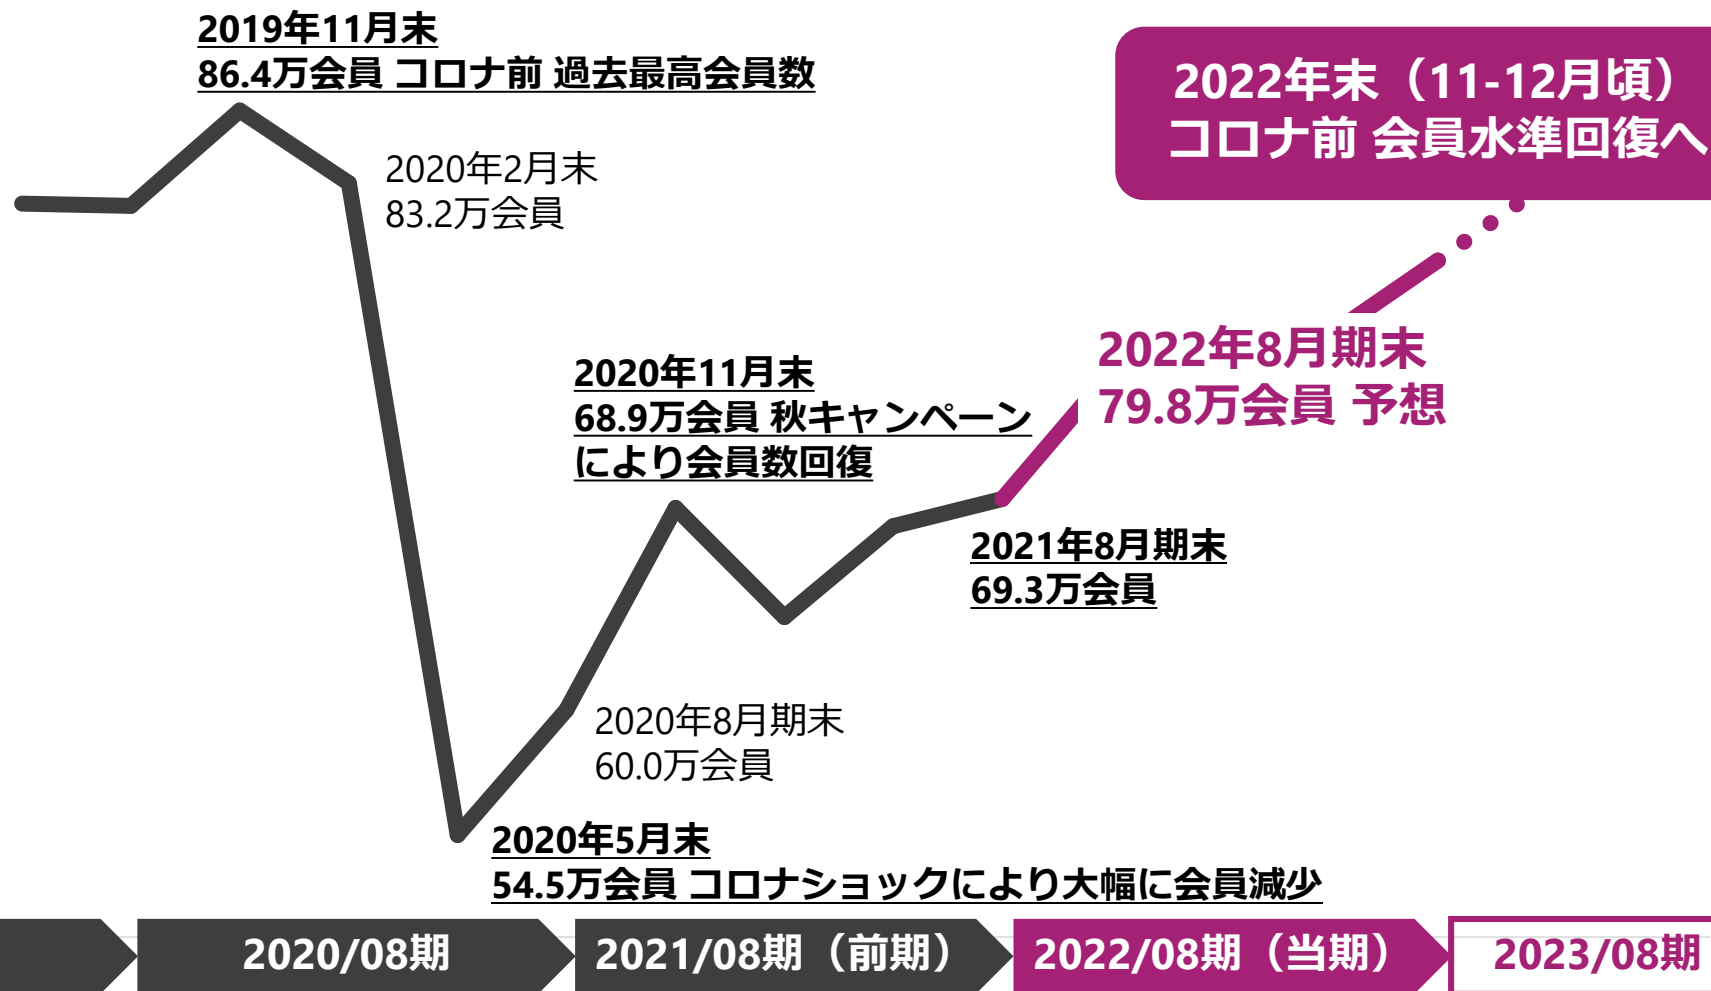 2019年11月末
86.4万会員 コロナ前 過去最高会員数
2022年末（11-12月頃）
コロナ前 会員水準回復へ
2020年2月末
83.2万会員
2022年8月期末
79.8万会員 予想
2020年11月末
68.9万会員 秋キャンペーン
により会員数回復
2021年8月期末
69.3万会員
2020年8月期末
60.0万会員
2020年5月末
54.5万会員 コロナショックにより大幅に会員減少
2020/08期
2021/08期（前期）
2022/08期（当期）
2023/08期